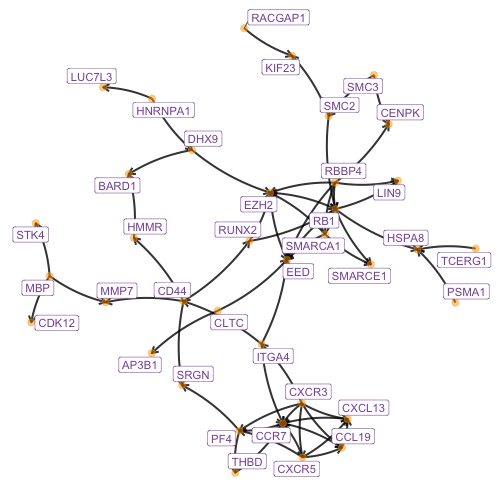 RACGAP1
KIF23
LUC7L3
SMC3
HNRNPA1
SMC2
CENPK
DHX9
RBBP4
BARD1
LIN9
EZH2
RB1
HMMR
RUNX2
STK4
SMARCA1
HSPA8
TCERG1
EED
SMARCE1
MBP
MMP7
CD44
PSMA1
CDK12
CLTC
AP3B1
ITGA4
SRGN
CXCR3
CXCL13
PF4
CCR7
CCL19
THBD
CXCR5